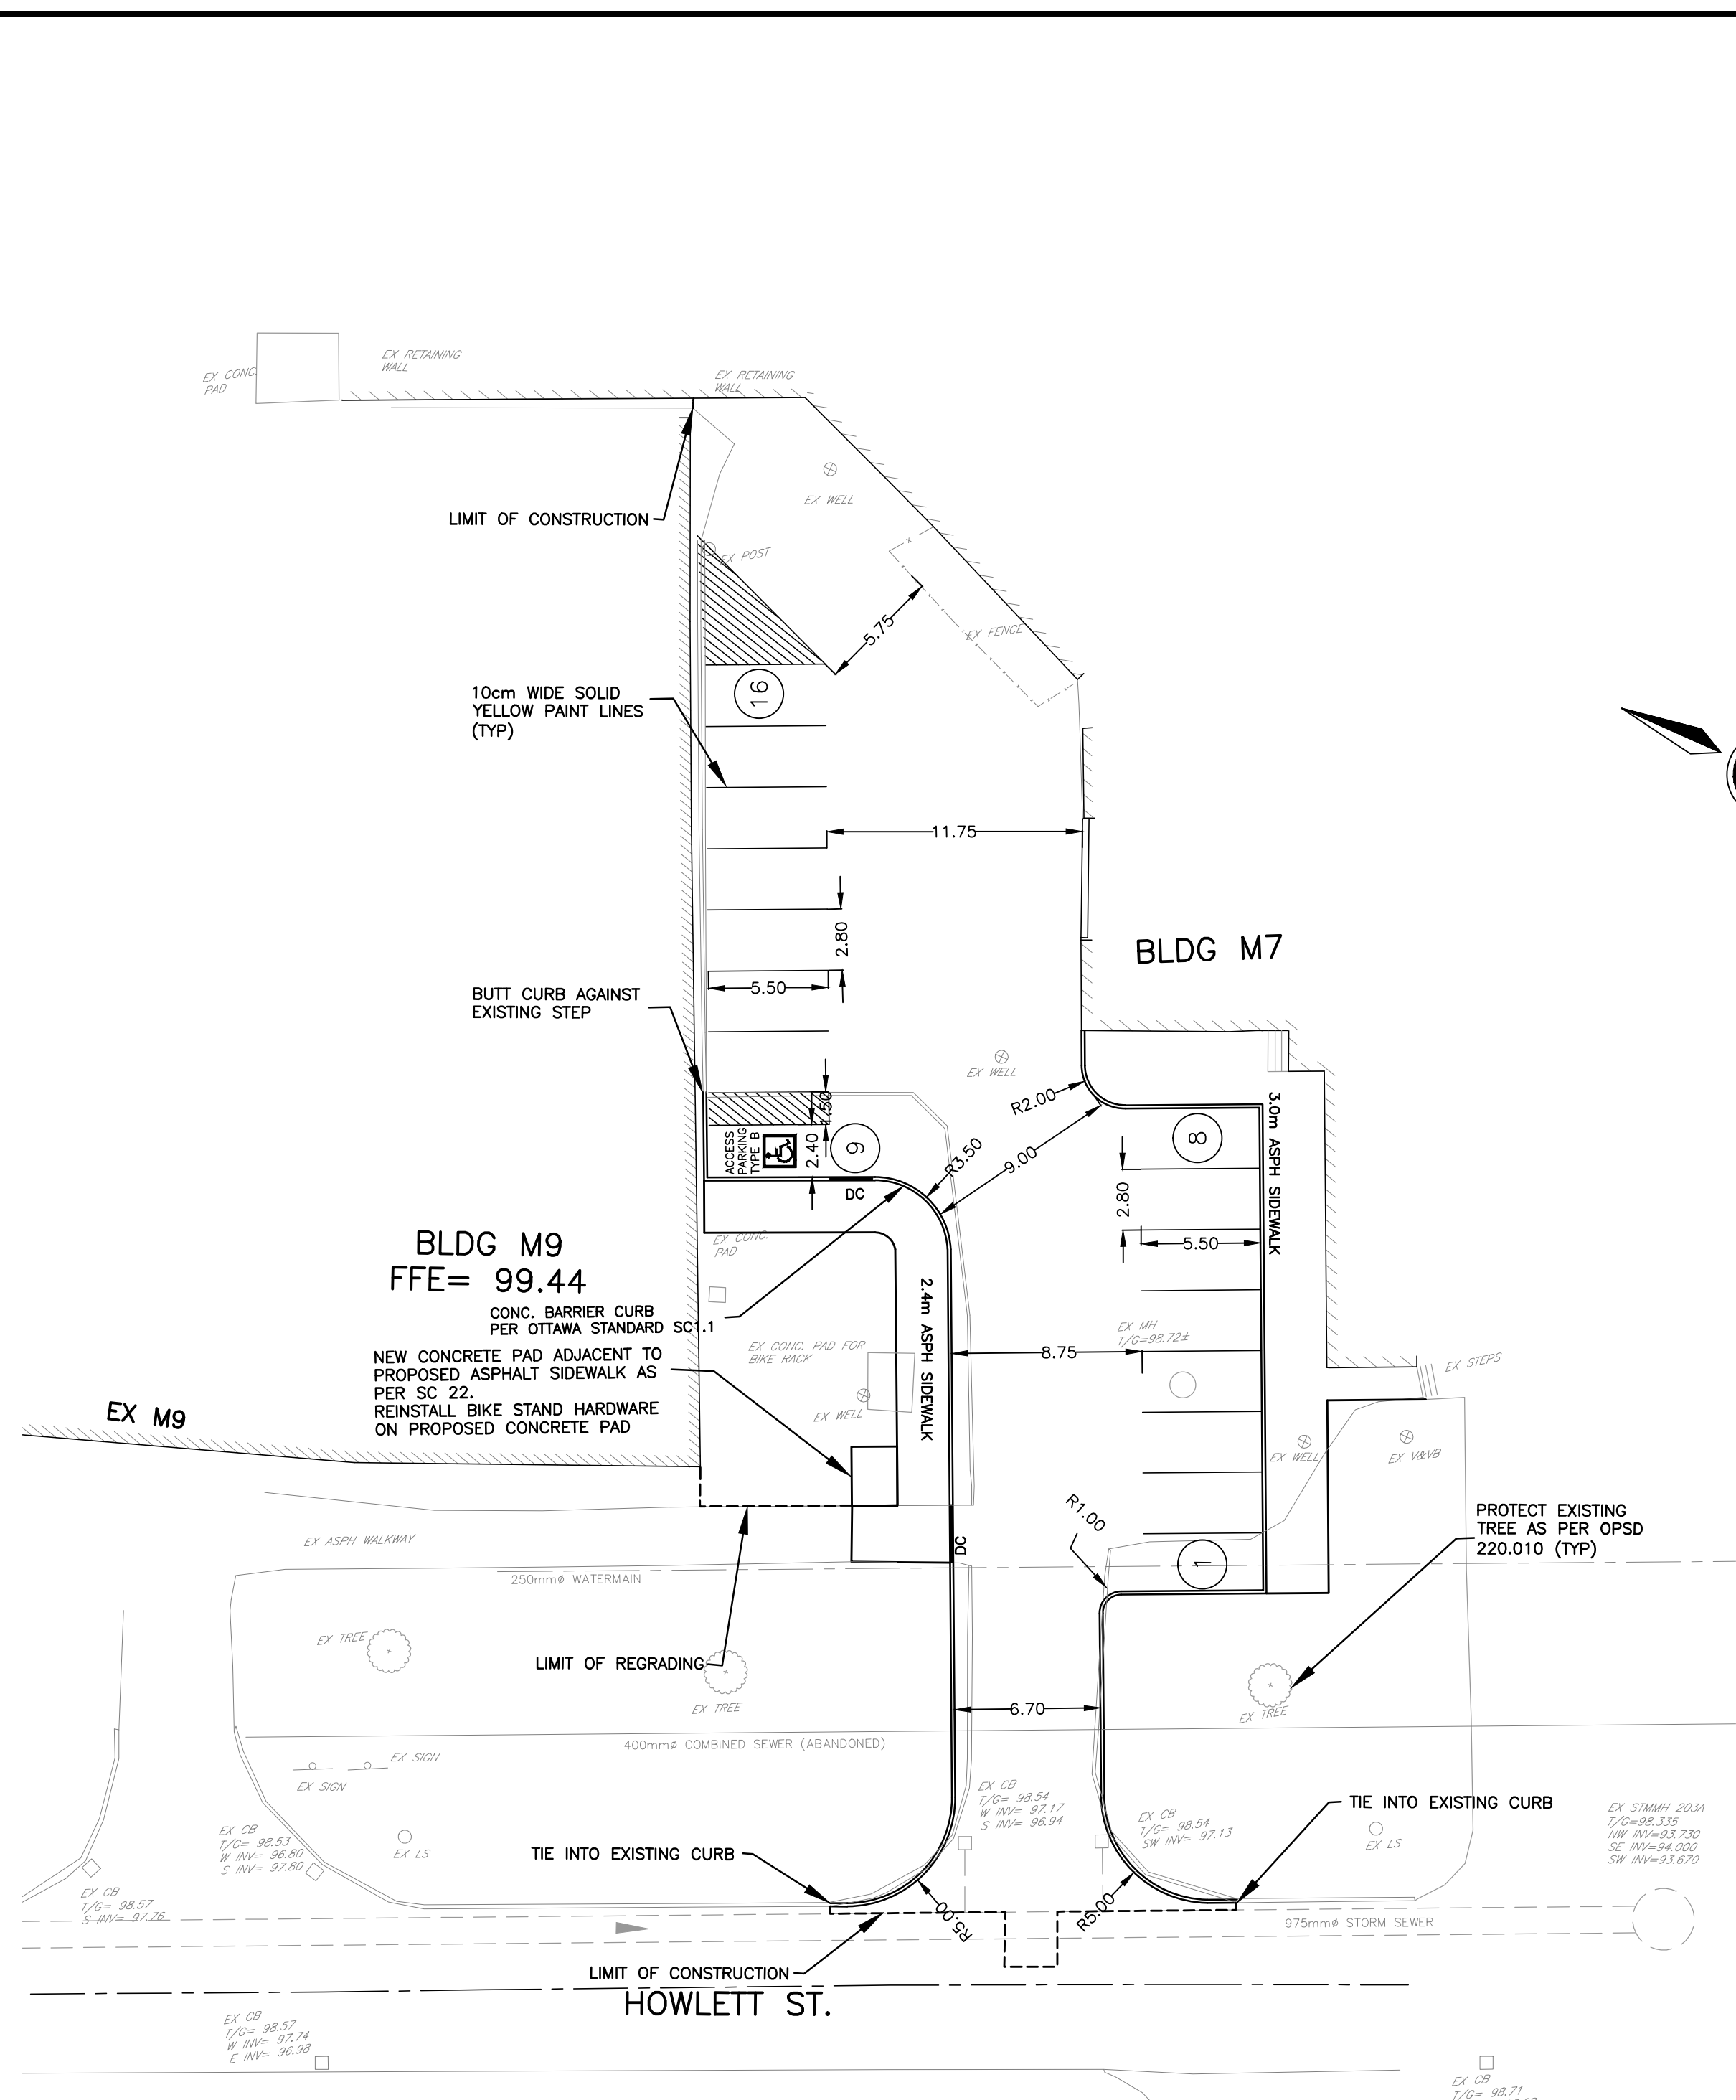 EX CONC.
PAD
EX RETAINING
WALL
EX RETAINING
WALL
EX WELL
LIMIT OF CONSTRUCTION
EX POST
5.75
EX FENCE
16
10cm WIDE SOLID
YELLOW PAINT LINES
(TYP)
11.75
2.80
BLDG M7
5.50
BUTT CURB AGAINST
EXISTING STEP
EX WELL
R2.00
1.50
3.0m ASPH SIDEWALK
ACCESS
PARKING
TYPE B
2.40
9
8
R3.50
9.00
DC
2.80
5.50
BLDG M9
FFE= 99.44
EX CONC.
PAD
2.4m ASPH SIDEWALK
CONC. BARRIER CURB
PER OTTAWA STANDARD SC1.1
EX MH
T/G=98.72±
EX CONC. PAD FOR
BIKE RACK
8.75
NEW CONCRETE PAD ADJACENT TO
PROPOSED ASPHALT SIDEWALK AS
PER SC 22.
REINSTALL BIKE STAND HARDWARE
ON PROPOSED CONCRETE PAD
EX STEPS
EX M9
EX WELL
EX WELL
EX V&VB
R1.00
PROTECT EXISTING
TREE AS PER OPSD
220.010 (TYP)
EX ASPH WALKWAY
DC
1
250mmø WATERMAIN
EX TREE
LIMIT OF REGRADING
EX TREE
6.70
EX TREE
400mmø COMBINED SEWER (ABANDONED)
EX SIGN
EX SIGN
EX CB
T/G= 98.54
W INV= 97.17
S INV= 96.94
EX CB
T/G= 98.54
SW INV= 97.13
TIE INTO EXISTING CURB
EX STMMH 203A
T/G=98.335
NW INV=93.730
SE INV=94.000
SW INV=93.670
EX CB
T/G= 98.53
W INV= 96.80
S INV= 97.80
EX LS
TIE INTO EXISTING CURB
EX LS
EX CB
T/G= 98.57
S INV= 97.76
R5.00
R5.00
975mmø STORM SEWER
LIMIT OF CONSTRUCTION
HOWLETT ST.
EX CB
T/G= 98.57
W INV= 97.74
E INV= 96.98
EX CB
T/G= 98.71